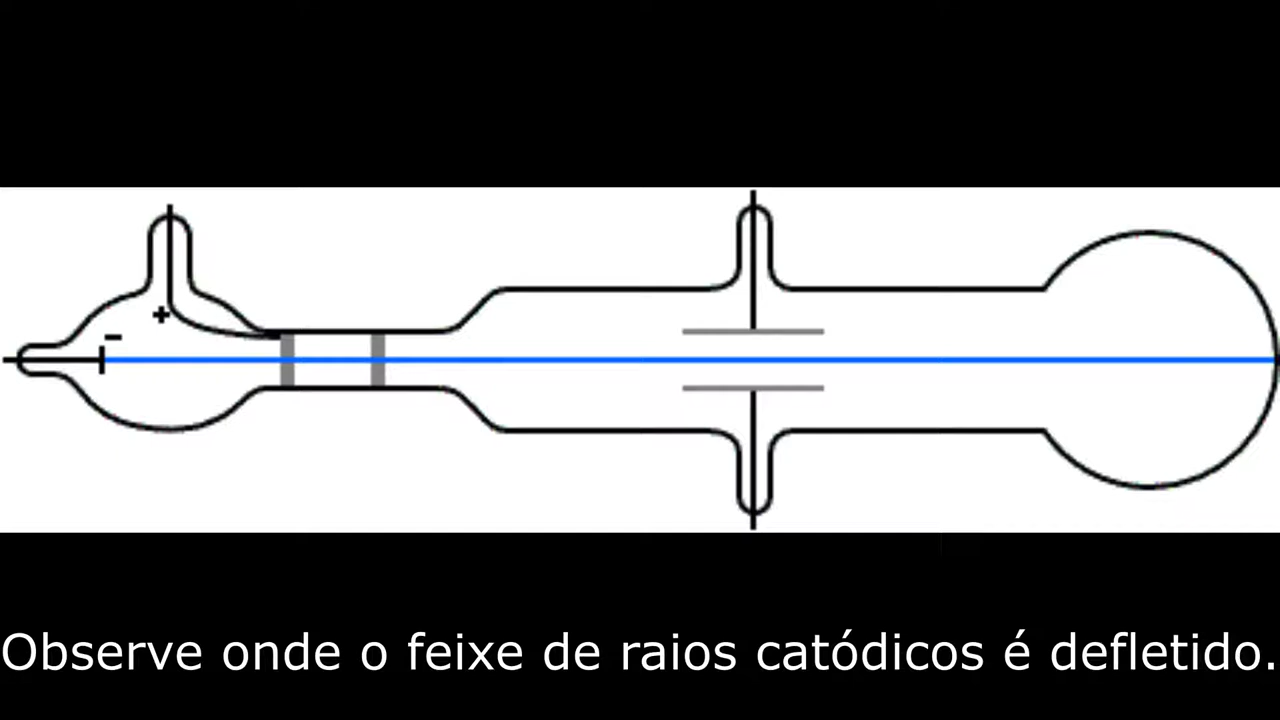 +
-
Observe onde o feixe de raios catódicos é defletido.